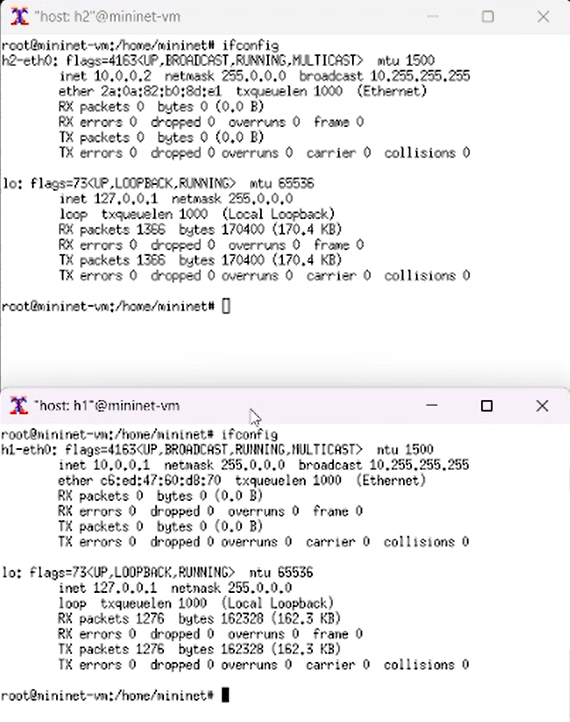 "host: h2"@mininet-vm
root@mininet-vm:/home/mininet# ifconfig
h2-eth0: flags=4163<UP,BROADCAST,RUNNING,MULTICAST>  mtu 1500
        inet 10.0.0.2  netmask 255.0.0.0  broadcast 10.255.255.255
        ether 2a:0a:82:b0:8d:e1  txqueuelen 1000  (Ethernet)
        RX packets 0  bytes 0 (0.0 B)
        RX errors 0  dropped 0  overruns 0  frame 0
        TX packets 0  bytes 0 (0.0 B)
        TX errors 0  dropped 0 overruns 0  carrier 0  collisions 0
lo: flags=73<UP,LOOPBACK,RUNNING>  mtu 65536
        inet 127.0.0.1  netmask 255.0.0.0
        loop  txqueuelen 1000  (Local Loopback)
        RX packets 1366  bytes 170400 (170.4 KB)
        RX errors 0  dropped 0  overruns 0  frame 0
        TX packets 1366  bytes 170400 (170.4 KB)
        TX errors 0  dropped 0 overruns 0  carrier 0  collisions 0
root@mininet-vm:/home/mininet#
"host: h1"@mininet-vm
root@mininet-vm:/home/mininet# ifconfig
h1-eth0: flags=4163<UP,BROADCAST,RUNNING,MULTICAST>  mtu 1500
        inet 10.0.0.1  netmask 255.0.0.0  broadcast 10.255.255.255
        ether c6:ed:47:60:d8:70  txqueuelen 1000  (Ethernet)
        RX packets 0  bytes 0 (0.0 B)
        RX errors 0  dropped 0  overruns 0  frame 0
        TX packets 0  bytes 0 (0.0 B)
        TX errors 0  dropped 0 overruns 0  carrier 0  collisions 0
lo: flags=73<UP,LOOPBACK,RUNNING>  mtu 65536
        inet 127.0.0.1  netmask 255.0.0.0
        loop  txqueuelen 1000  (Local Loopback)
        RX packets 1276  bytes 162328 (162.3 KB)
        RX errors 0  dropped 0  overruns 0  frame 0
        TX packets 1276  bytes 162328 (162.3 KB)
        TX errors 0  dropped 0 overruns 0  carrier 0  collisions 0
root@mininet-vm:/home/mininet#